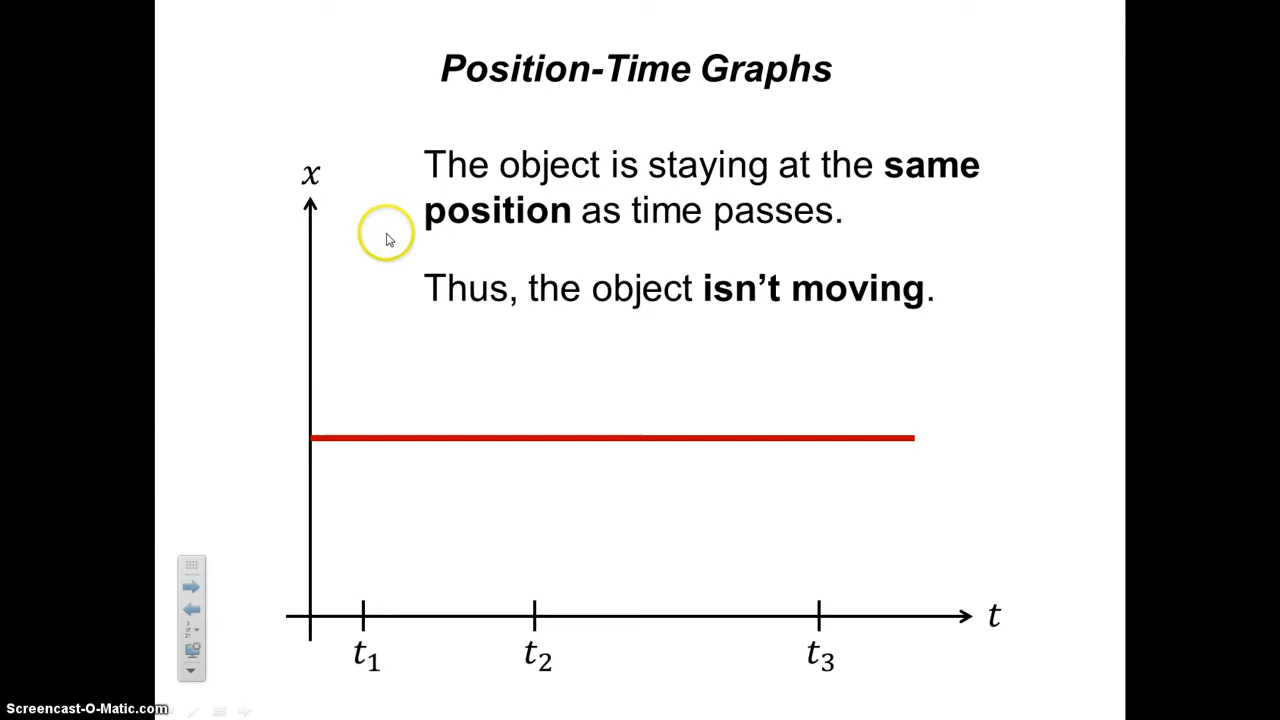 Position-Time Graphs
x
The object is staying at the same
position as time passes.
Thus, the object isn’t moving.
t
t₁ t₂ t₃
Screencast-O-Matic.com